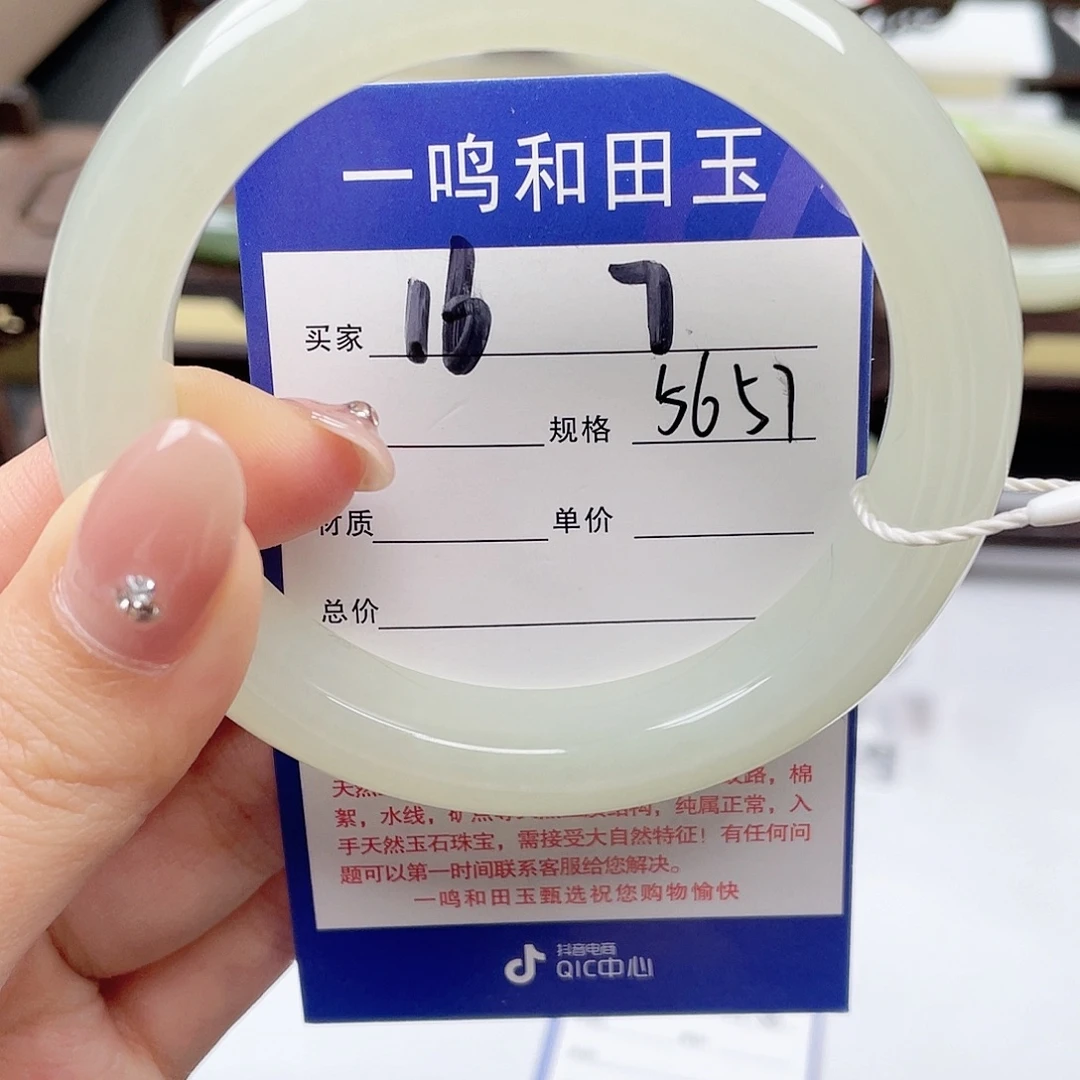 一鸣和田玉
买家 16 7
规格 5657
材质 单价
总价
天然 路，棉
絮，水线，矿 结构，纯属正常，入
手天然玉石珠宝，需接受大自然特征！有任何问
题可以第一时间联系客服给您解决。
一鸣和田玉甄选祝您购物愉快
抖音电商
QIC中心